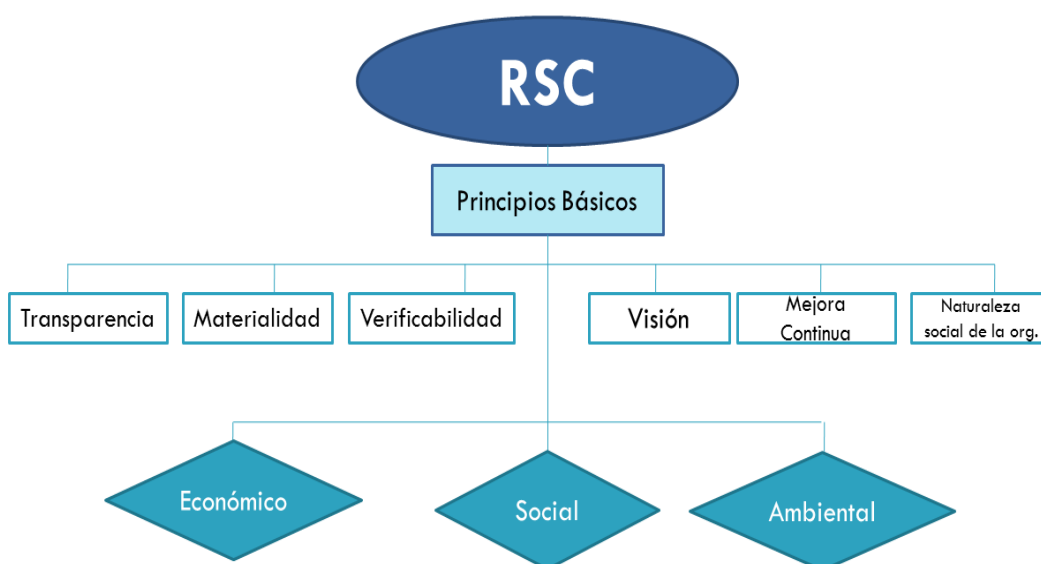 RSC
Principios Básicos
Transparencia
Materialidad
Verificabilidad
Visión
Mejora
Continua
Naturaleza
social de la org.
Económico
Social
Ambiental